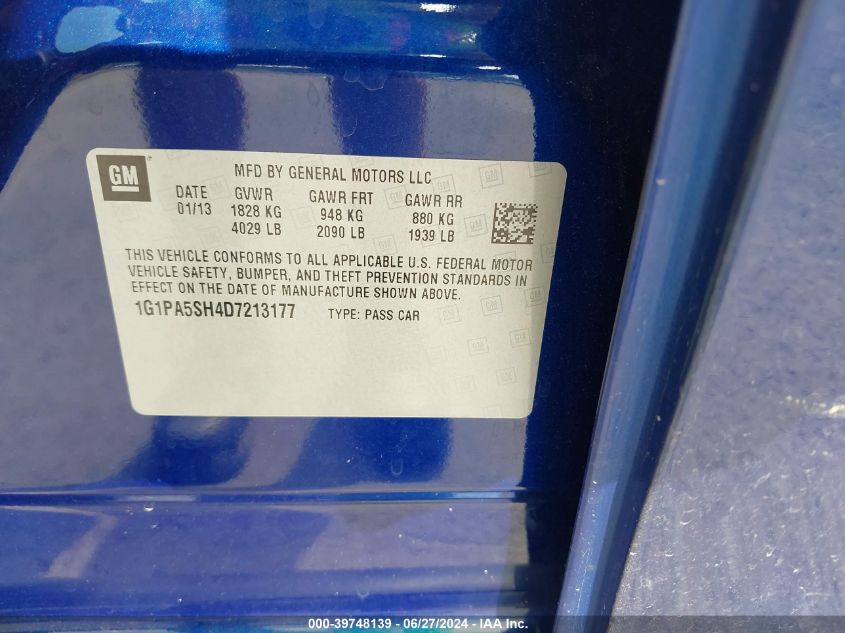 GM
MFD BY GENERAL MOTORS LLC
DATE GVWR GAWR FRT GAWR RR
01/13 1828 KG 948 KG 880 KG
4029 LB 2090 LB 1939 LB
THIS VEHICLE CONFORMS TO ALL APPLICABLE U.S. FEDERAL MOTOR
VEHICLE SAFETY, BUMPER, AND THEFT PREVENTION STANDARDS IN
EFFECT ON THE DATE OF MANUFACTURE SHOWN ABOVE.
1G1PA5SH4D7213177 TYPE: PASS CAR
000-39748139 - 06/27/2024 - IAA Inc.